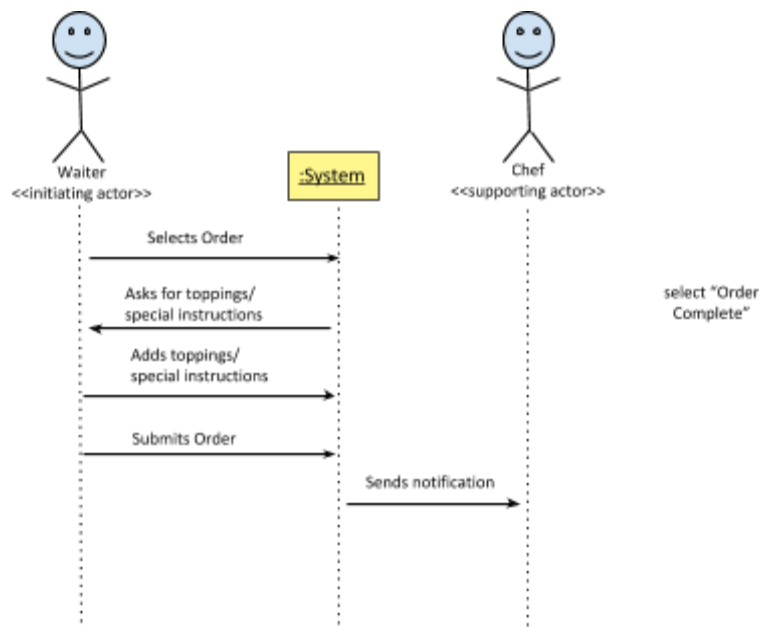 Waiter
<<initiating actor>>
:System
Chef
<<supporting actor>>
Selects Order
Asks for toppings/
special instructions
select “Order
Complete”
Adds toppings/
special instructions
Submits Order
Sends notification